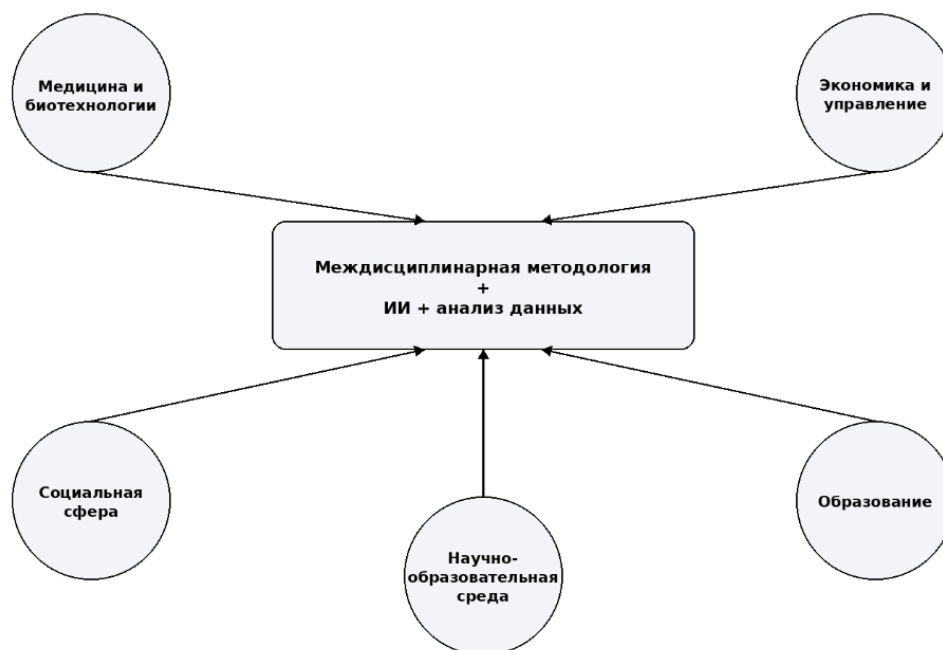 Медицина и
биотехнологии
Экономика и
управление
Междисциплинарная методология
+
ИИ + анализ данных
Социальная
сфера
Научно-
образовательная
среда
Образование